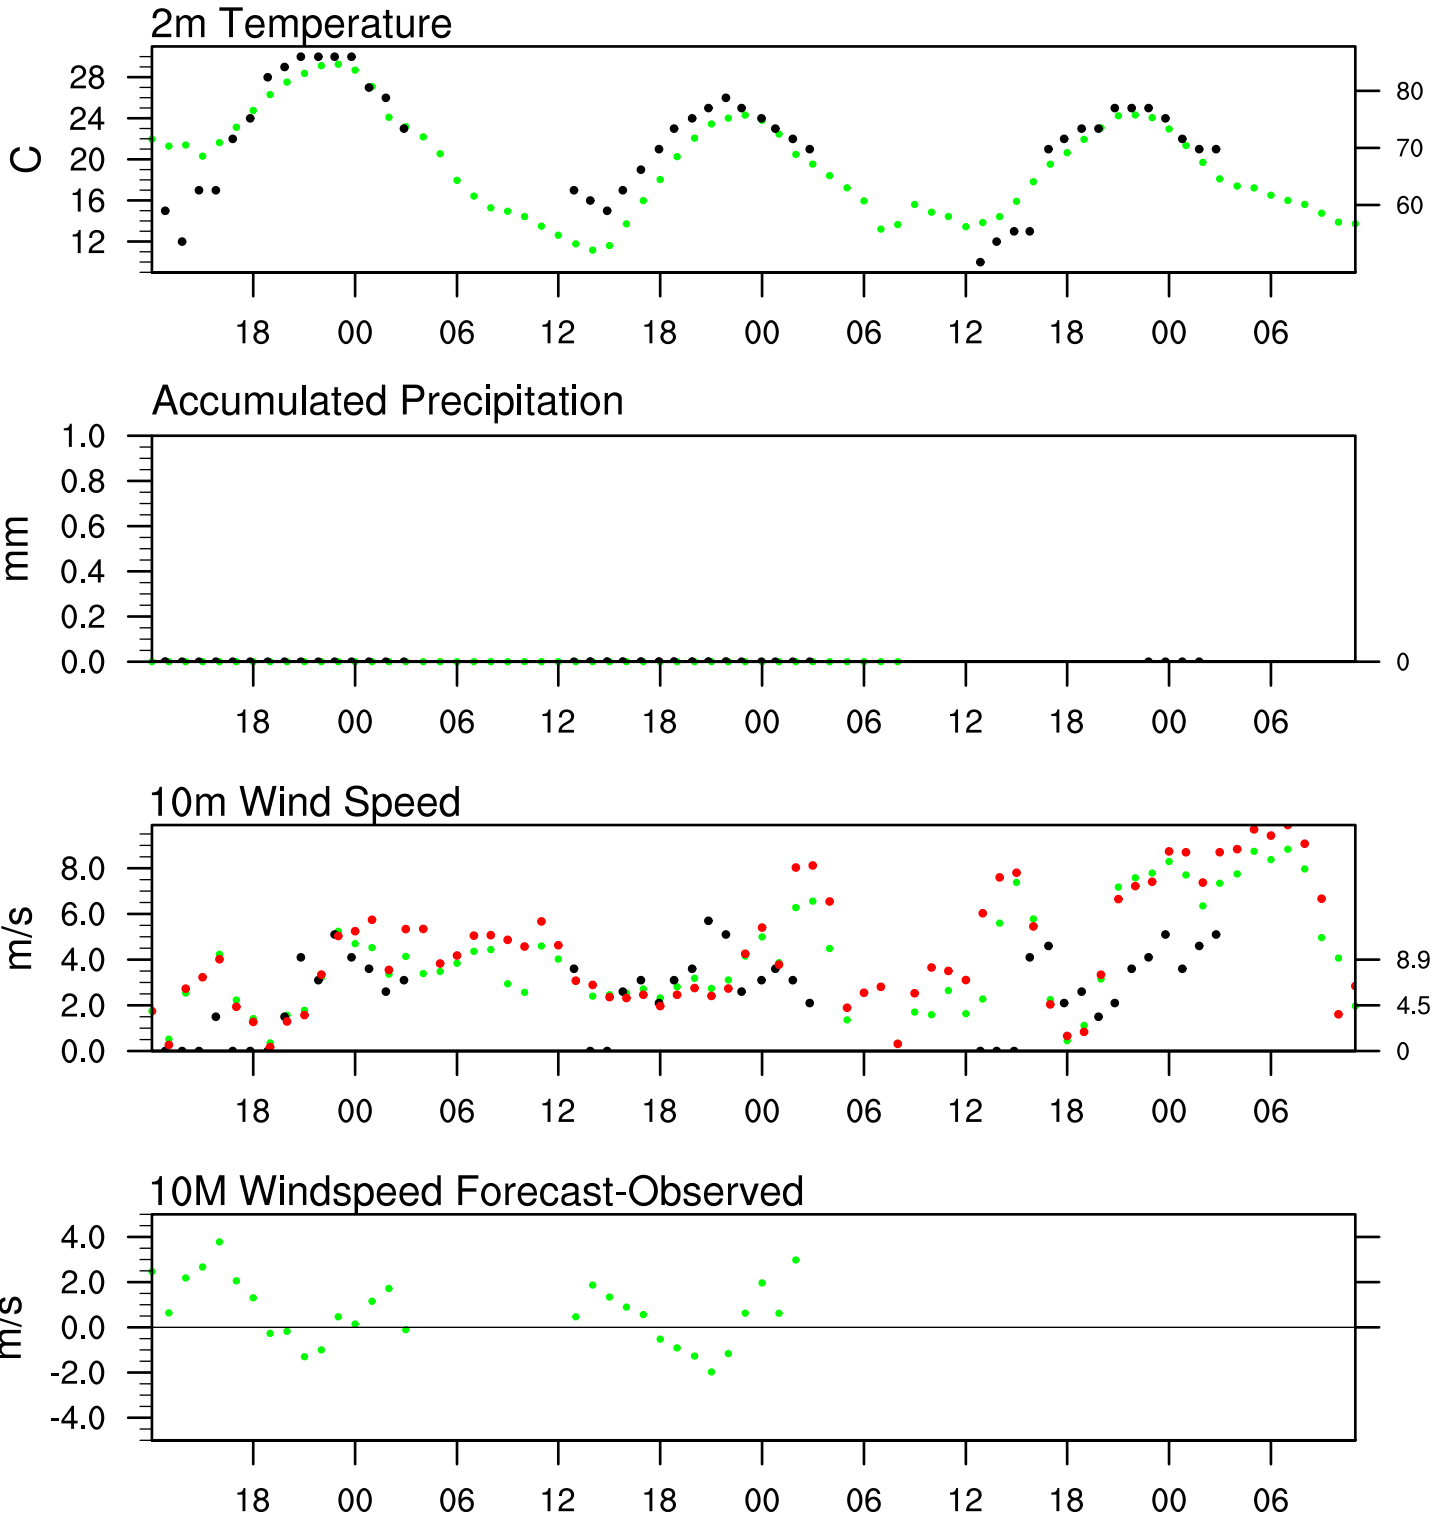 2m Temperature
C
28
24
20
16
12
80
70
60
18 00 06 12 18 00 06 12 18 00 06
Accumulated Precipitation
mm
1.0
0.8
0.6
0.4
0.2
0.0
0
18 00 06 12 18 00 06 12 18 00 06
10m Wind Speed
m/s
8.0
6.0
4.0
2.0
0.0
8.9
4.5
0
18 00 06 12 18 00 06 12 18 00 06
10M Windspeed Forecast-Observed
m/s
4.0
2.0
0.0
-2.0
-4.0
18 00 06 12 18 00 06 12 18 00 06